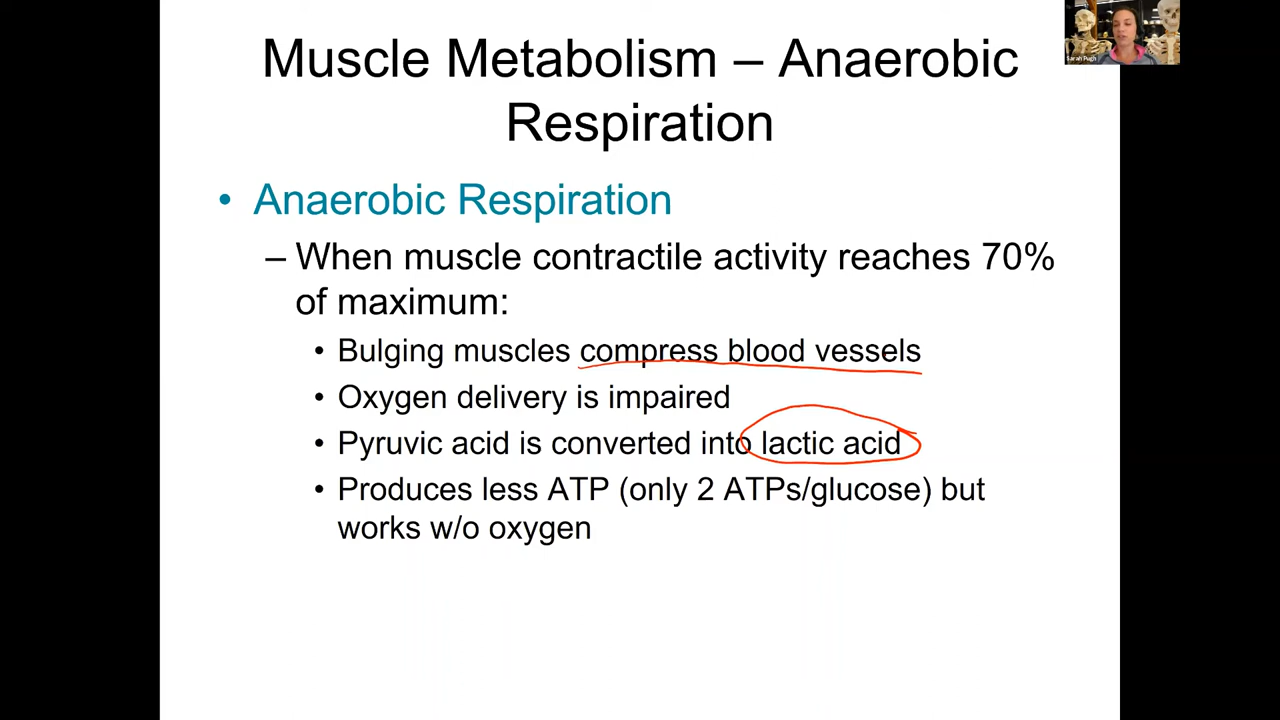 Muscle Metabolism – Anaerobic
Respiration
• Anaerobic Respiration
– When muscle contractile activity reaches 70%
of maximum:
• Bulging muscles compress blood vessels
• Oxygen delivery is impaired
• Pyruvic acid is converted into lactic acid
• Produces less ATP (only 2 ATPs/glucose) but
works w/o oxygen
Sarah Pugh